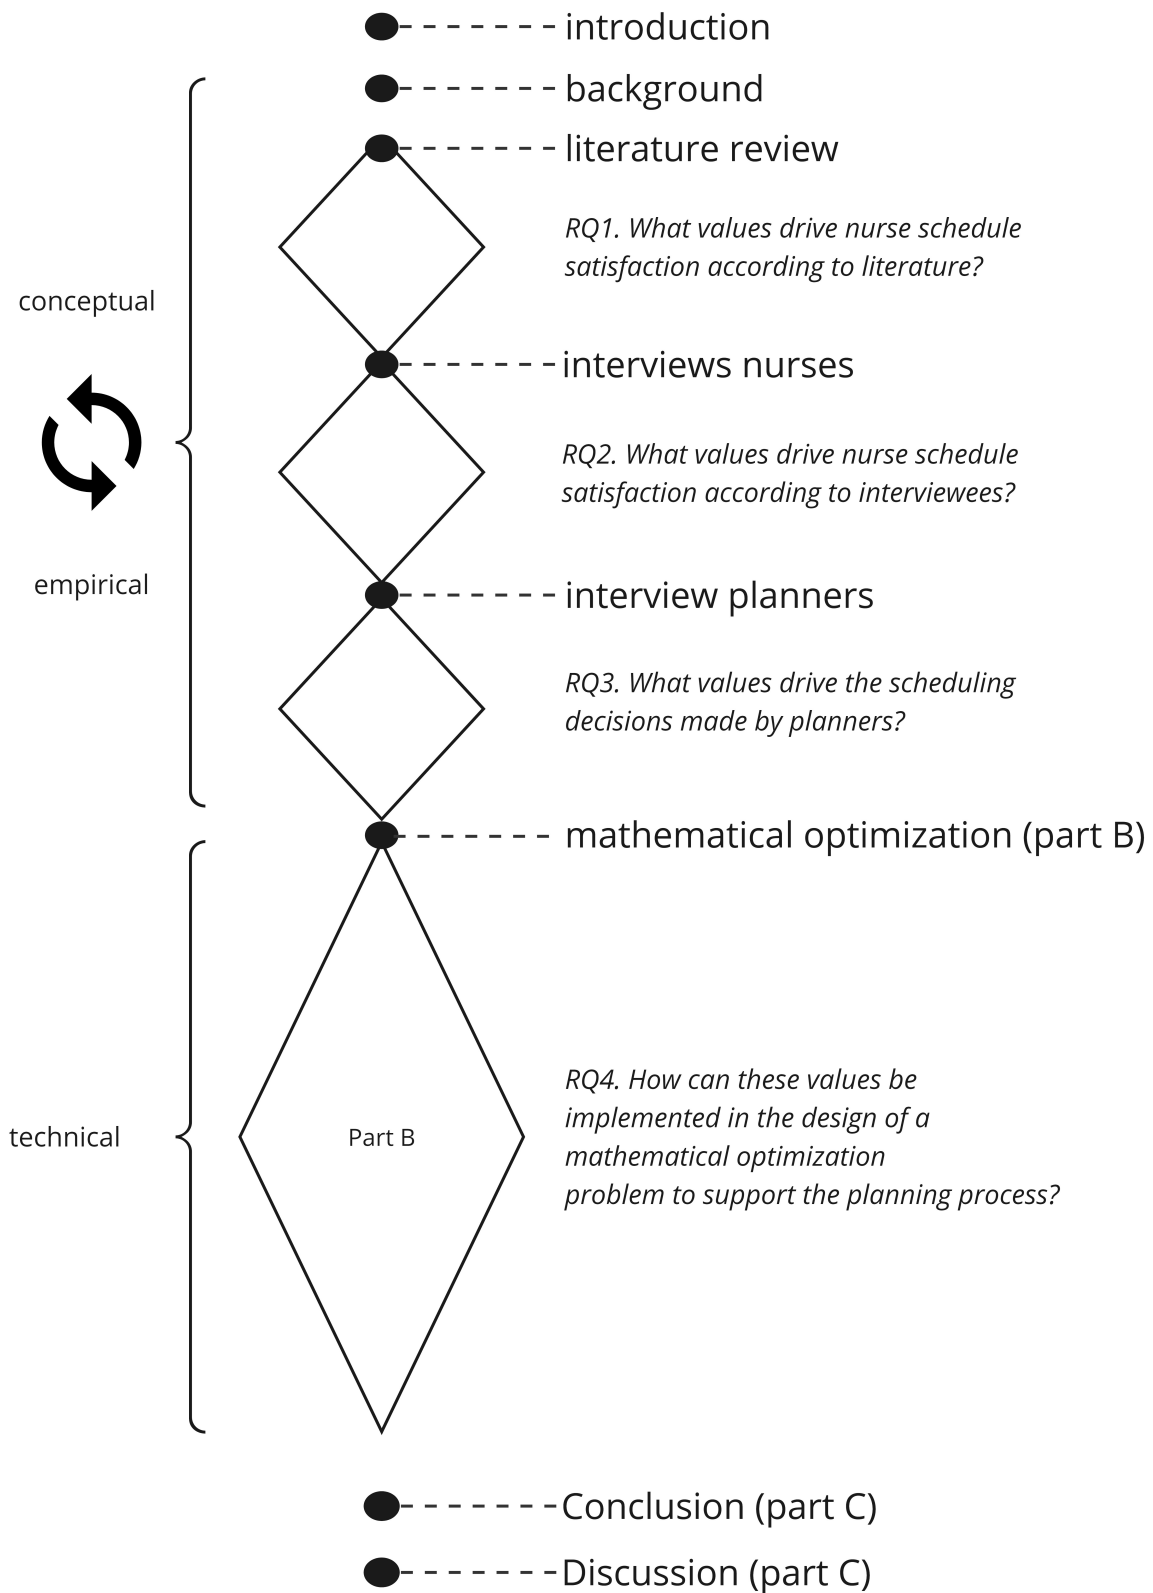 introduction
background
literature review
RQ1. What values drive nurse schedule
satisfaction according to literature?
conceptual
interviews nurses
RQ2. What values drive nurse schedule
satisfaction according to interviewees?
empirical
interview planners
RQ3. What values drive the scheduling
decisions made by planners?
mathematical optimization (part B)
RQ4. How can these values be
implemented in the design of a
technical
Part B
mathematical optimization
problem to support the planning process?
Conclusion (part C)
Discussion (part C)